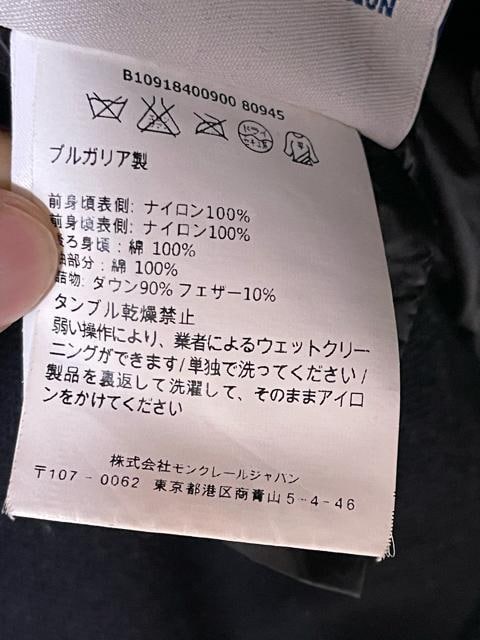 B10918400900 80945
ドライ
セキユ系
ブルガリア製
前身頃表側: ナイロン100%
前身頃表側: ナイロン100%
ろ身頃: 綿 100%
部分: 綿 100%
詰物: ダウン90% フェザー10%
タンブル乾燥禁止
弱い操作により、業者によるウェットクリー
ニングができます/単独で洗ってください/
製品を裏返して洗濯して、そのままアイロ
ンをかけてください
株式会社モンクレールジャパン
〒107-0062 東京都港区南青山5-4-46